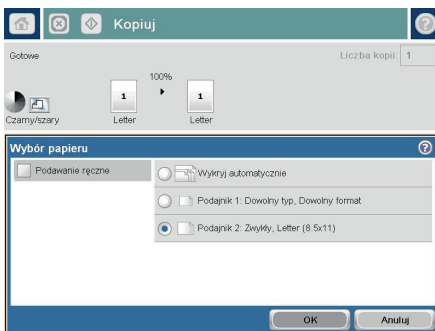 Kopiuj
Gotowe
Liczba kopii: 1
100%
1 1
Czarny/szary Letter Letter
Wybór papieru
Podawanie ręczne
Wykryj automatycznie
Podajnik 1: Dowolny typ, Dowolny format
Podajnik 2: Zwykły, Letter (8.5x11)
OK Anuluj